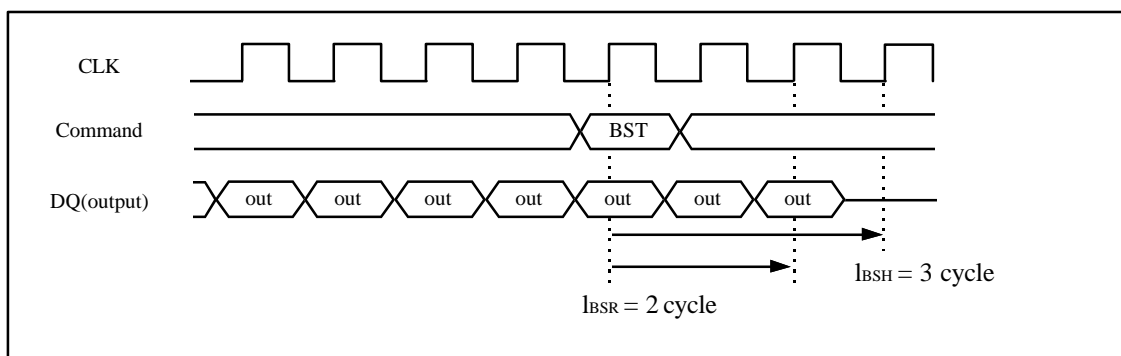 CLK
Command
BST
DQ(output)
out out out out out out out
lBSH = 3 cycle
lBSR = 2 cycle